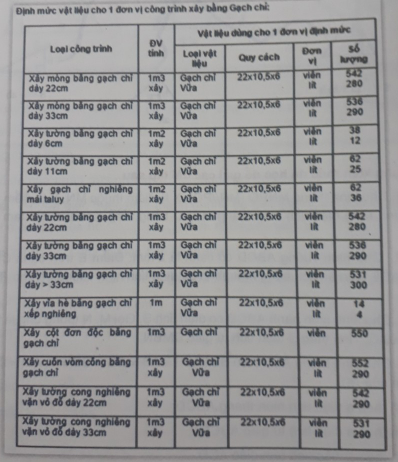 Định mức vật liệu cho 1 đơn vị công trình xây bằng Gạch chỉ:
Loại công trình | ĐV tính | Vật liệu dùng cho 1 đơn vị định mức
Loại vật liệu | Quy cách | Đơn vị | Số lượng
Xây móng bằng gạch chỉ | 1m3 | Gạch chỉ | 22x10,5x6 | viên | 542
dày 22cm | xây | Vữa | lít | 280
Xây móng bằng gạch chỉ | 1m3 | Gạch chỉ | 22x10,5x6 | viên | 536
dày 33cm | xây | Vữa | lít | 290
Xây tường bằng gạch chỉ | 1m2 | Gạch chỉ | 22x10,5x6 | viên | 38
dày 6cm | xây | Vữa | lít | 12
Xây tường bằng gạch chỉ | 1m2 | Gạch chỉ | 22x10,5x6 | viên | 62
dày 11cm | xây | Vữa | lít | 25
Xây gạch chỉ nghiêng | 1m2 | Gạch chỉ | 22x10,5x6 | viên | 62
mái taluy | xây | Vữa | lít | 36
Xây tường bằng gạch chỉ | 1m3 | Gạch chỉ | 22x10,5x6 | viên | 542
dày 22cm | xây | Vữa | lít | 280
Xây tường bằng gạch chỉ | 1m3 | Gạch chỉ | 22x10,5x6 | viên | 536
dày 33cm | xây | Vữa | lít | 290
Xây tường bằng gạch chỉ | 1m3 | Gạch chỉ | 22x10,5x6 | viên | 531
dày > 33cm | xây | Vữa | lít | 300
Xây vỉa hè bằng gạch chỉ | 1m | Gạch chỉ | 22x10,5x6 | viên | 14
xếp nghiêng | Vữa | lít | 4
Xây cột đơn độc bằng | 1m3 | Gạch chỉ | 22x10,5x6 | viên | 550
gạch chỉ
Xây cuốn vòm cống bằng | 1m3 | Gạch chỉ | 22x10,5x6 | viên | 552
gạch chỉ | xây | Vữa | lít | 290
Xây tường cong nghiêng | 1m3 | Gạch chỉ | 22x10,5x6 | viên | 542
vặn vỏ đỗ dày 22cm | xây | Vữa | lít | 290
Xây tường cong nghiêng | 1m3 | Gạch chỉ | 22x10,5x6 | viên | 531
vặn vỏ đỗ dày 33cm | xây | Vữa | lít | 290